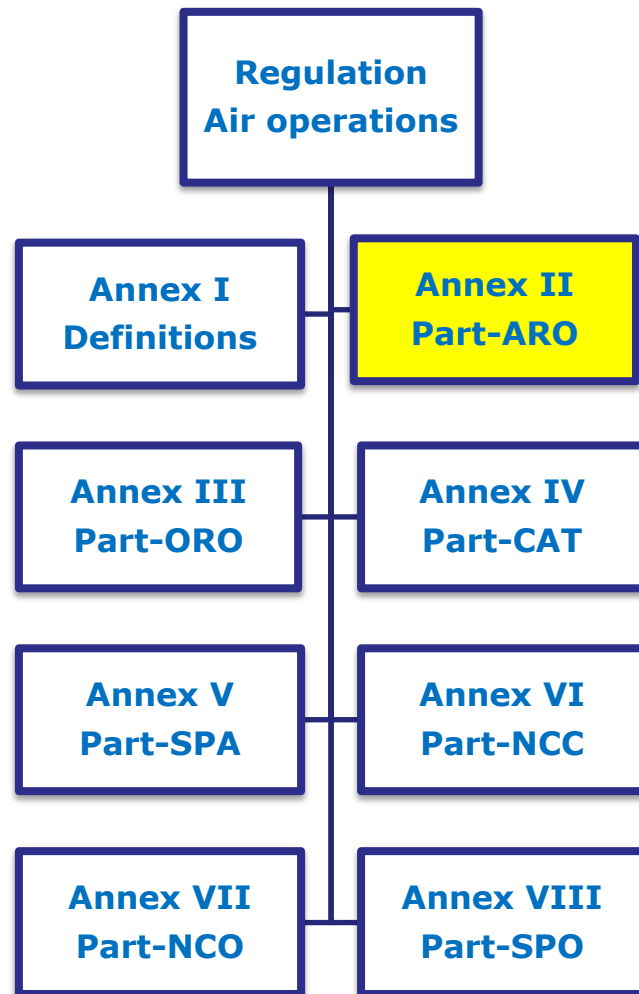 Regulation
Air operations
Annex I
Definitions
Annex II
Part-ARO
Annex III
Part-ORO
Annex IV
Part-CAT
Annex V
Part-SPA
Annex VI
Part-NCC
Annex VII
Part-NCO
Annex VIII
Part-SPO